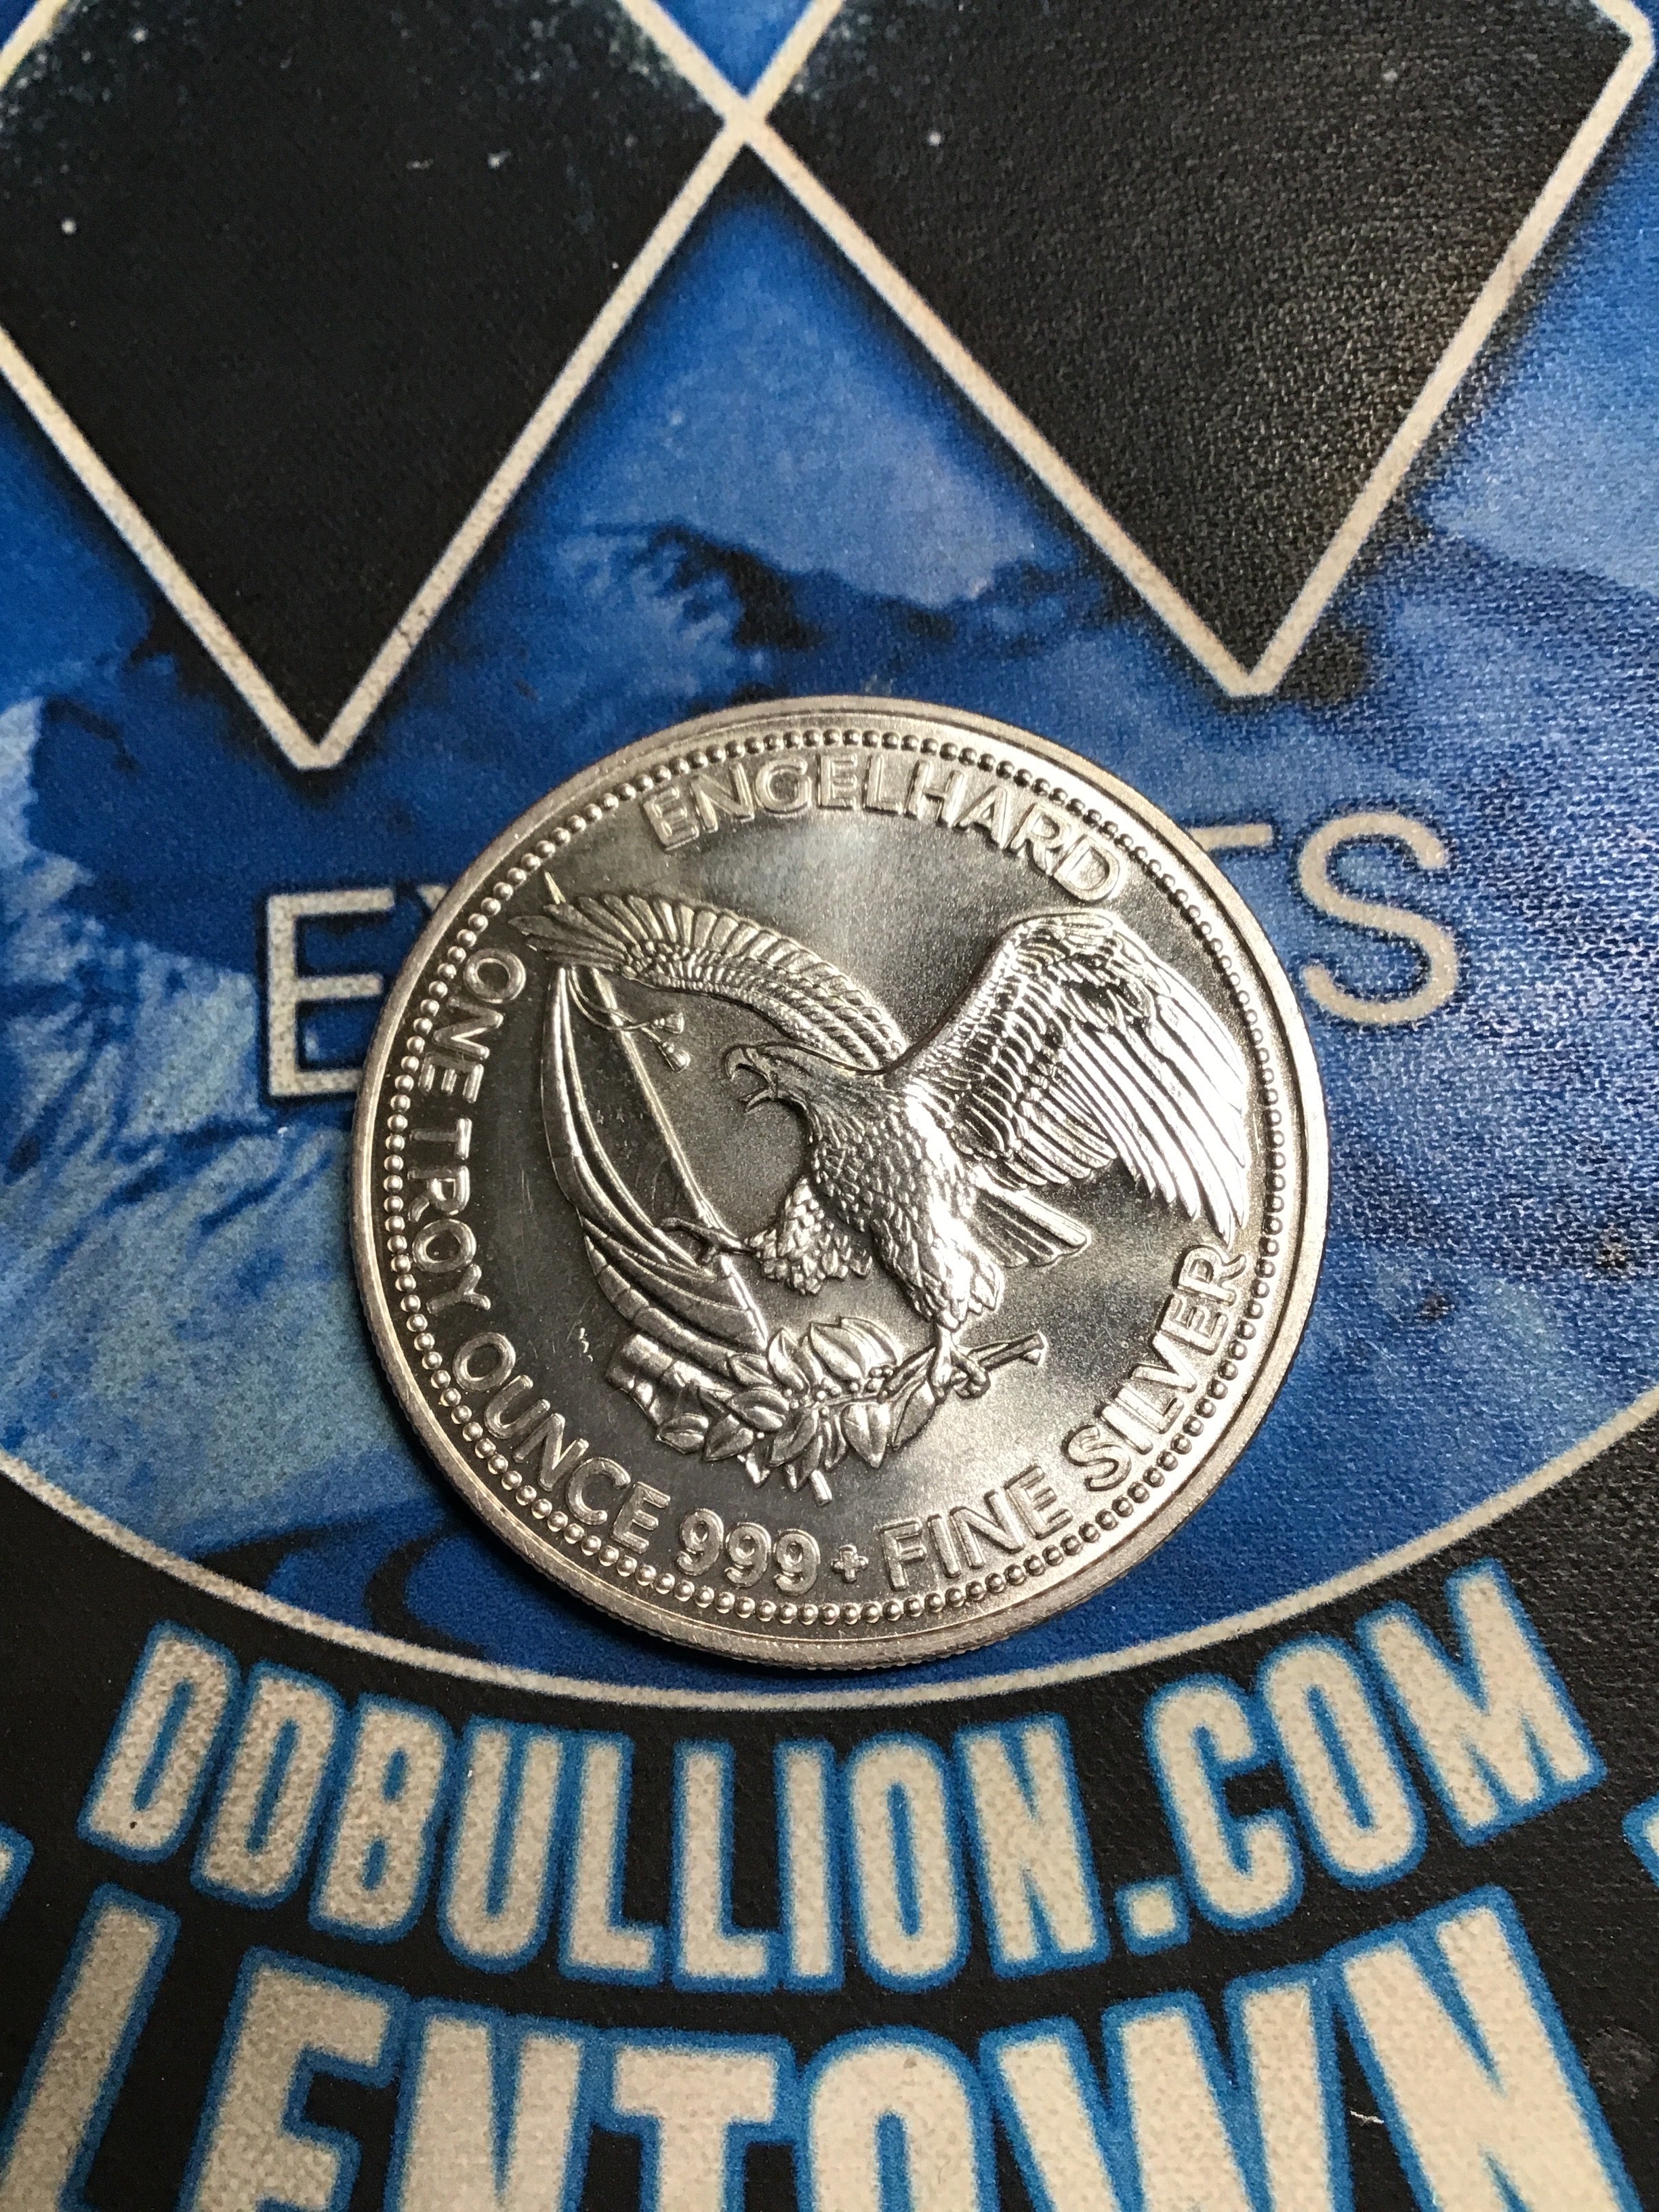 ENGELHARD
ONE TROY OUNCE 999+ FINE SILVER
DDBULLION.COM